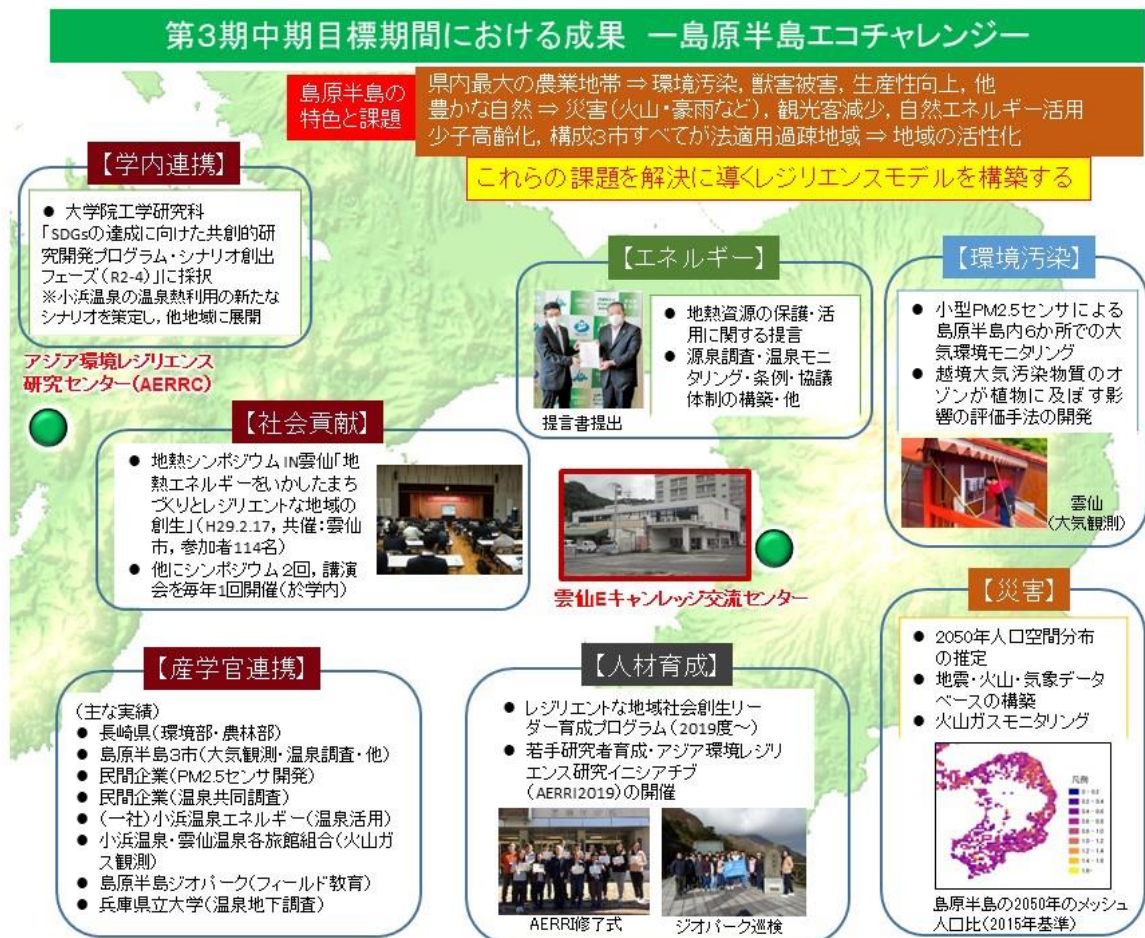 第3期中期目標期間における成果 ー島原半島エコチャレンジー
島原半島の
特色と課題
県内最大の農業地帯 ⇒ 環境汚染, 獣害被害, 生産性向上, 他
豊かな自然 ⇒ 災害(火山・豪雨など), 観光客減少, 自然エネルギー活用
少子高齢化, 構成3市すべてが法適用過疎地域 ⇒ 地域の活性化
これらの課題を解決に導くレジリエンスモデルを構築する
【学内連携】
● 大学院工学研究科
「SDGsの達成に向けた共創的研
究開発プログラム・シナリオ創出
フェーズ(R2-4)」に採択
※小浜温泉の温泉熱利用の新たな
シナリオを策定し, 他地域に展開
アジア環境レジリエンス
研究センター(AERRC)
【エネルギー】
● 地熱資源の保護・活
用に関する提言
● 源泉調査・温泉モニ
タリング・条例・協議
体制の構築・他
提言書提出
【環境汚染】
● 小型PM2.5センサによる
島原半島内6か所での大
気環境モニタリング
● 越境大気汚染物質のオ
ゾンが植物に及ぼす影
響の評価手法の開発
雲仙
(大気観測)
【社会貢献】
● 地熱シンポジウムIN雲仙「地
熱エネルギーをいかしたまち
づくりとレジリエントな地域の
創生」(H29.2.17, 共催:雲仙
市, 参加者114名)
● 他にシンポジウム2回, 講演
会を毎年1回開催(於学内)
雲仙Eキャンレッジ交流センター
【災害】
● 2050年人口空間分布
の推定
● 地震・火山・気象データ
ベースの構築
● 火山ガスモニタリング
凡例
0 - 0.2
0.2 - 0.4
0.4 - 0.6
0.6 - 0.8
0.8 - 1.0
1.0 - 1.2
1.2 - 1.4
1.4 - 1.6
1.6 -
島原半島の2050年のメッシュ
人口比(2015年基準)
【産学官連携】
(主な実績)
● 長崎県(環境部・農林部)
● 島原半島3市(大気観測・温泉調査・他)
● 民間企業(PM2.5センサ開発)
● 民間企業(温泉共同調査)
● (一社)小浜温泉エネルギー(温泉活用)
● 小浜温泉・雲仙温泉各旅館組合(火山ガ
ス観測)
● 島原半島ジオパーク(フィールド教育)
● 兵庫県立大学(温泉地下調査)
【人材育成】
● レジリエントな地域社会創生リー
ダー育成プログラム(2019度～)
● 若手研究者育成・アジア環境レジリ
エンス研究イニシアチブ
(AERRI2019)の開催
AERRI修了式
ジオパーク巡検